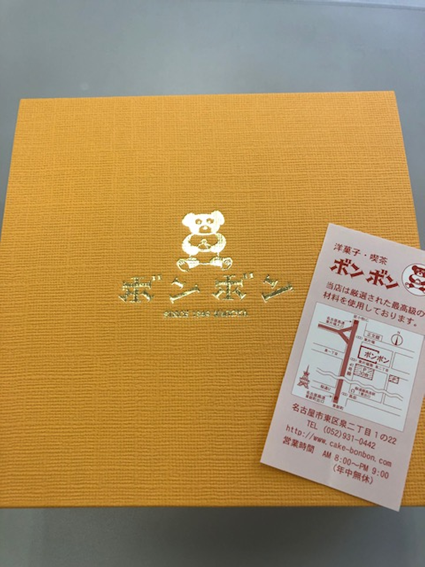 ボンボン
洋菓子・喫茶
ボンボン
当店は厳選された最高級の
材料を使用しております。
ボンボン
名古屋市東区泉二丁目1の22
TEL (052)931-0442
http://www.cake-bonbon.com/
営業時間 AM 8:00〜PM 9:00
(年中無休)